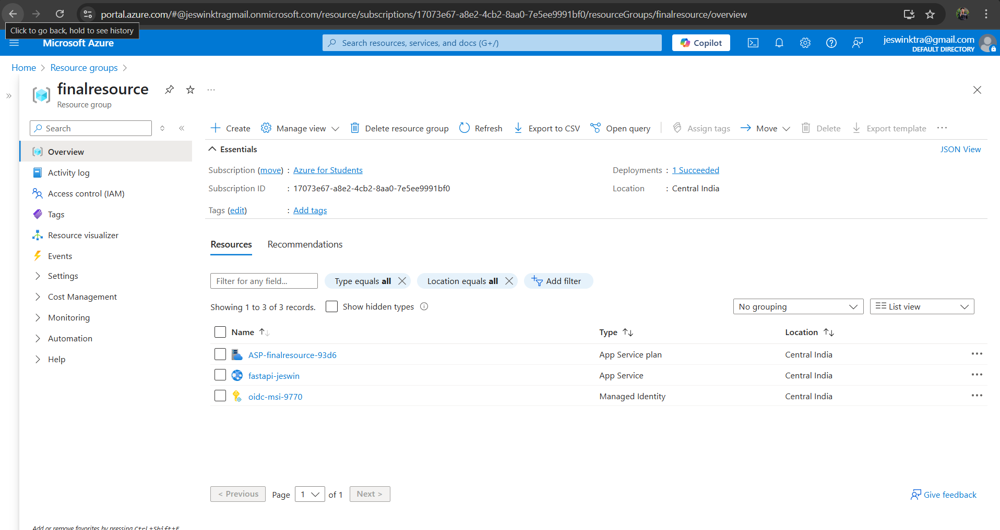 portal.azure.com/#@jeswinktragmail.onmicrosoft.com/resource/subscriptions/17073e67-a8e2-4cb2-8aa0-7e5ee9991bf0/resourceGroups/finalresource/overview
Click to go back, hold to see history
Microsoft Azure
Search resources, services, and docs (G+/)
Copilot
jeswinktra@gmail.com
DEFAULT DIRECTORY
Home > Resource groups >
finalresource
Resource group
Search
Create
Manage view
Delete resource group
Refresh
Export to CSV
Open query
Assign tags
Move
Delete
Export template
Overview
Activity log
Access control (IAM)
Tags
Resource visualizer
Events
Settings
Cost Management
Monitoring
Automation
Help
Essentials
JSON View
Subscription (move) : Azure for Students
Deployments : 1 Succeeded
Subscription ID : 17073e67-a8e2-4cb2-8aa0-7e5ee9991bf0
Location : Central India
Tags (edit) : Add tags
Resources
Recommendations
Filter for any field...
Type equals all
Location equals all
Add filter
Showing 1 to 3 of 3 records.
Show hidden types
No grouping
List view
Name Type Location
ASP-finalresource-93d6 App Service plan Central India
fastapi-jeswin App Service Central India
oidc-msi-9770 Managed Identity Central India
< Previous Page 1 of 1 Next >
Give feedback
Add or remove favorites by pressing Ctrl+Shift+F